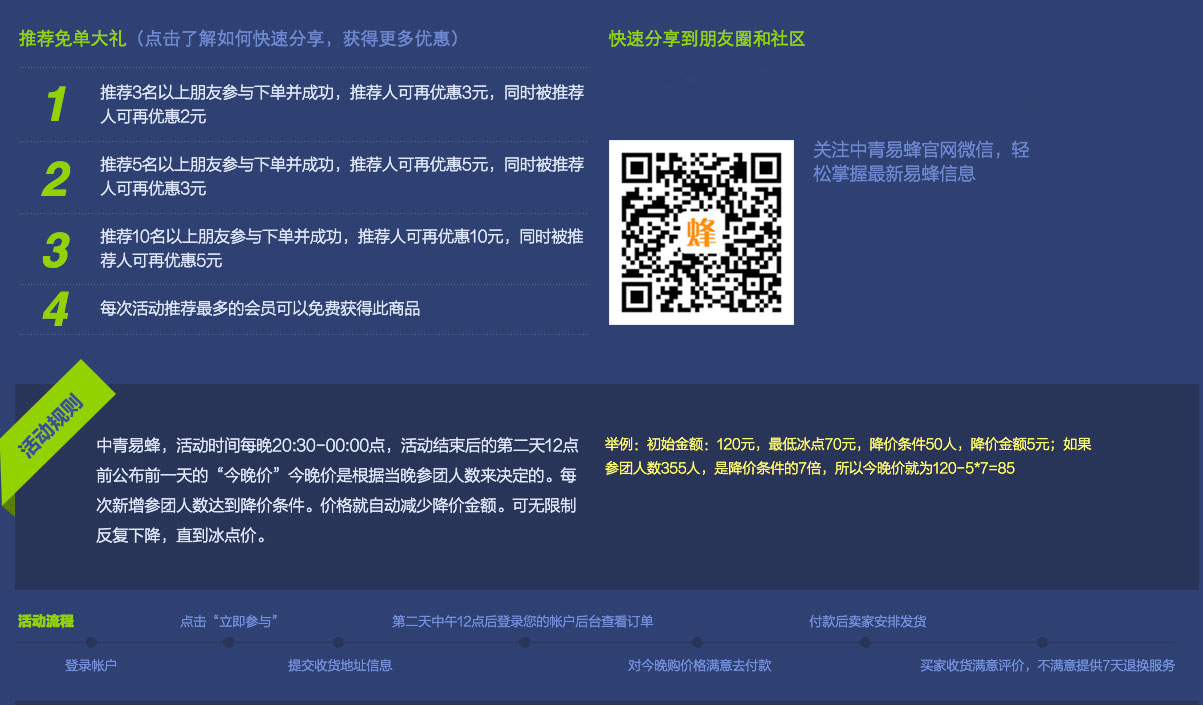 推荐免单大礼（点击了解如何快速分享，获得更多优惠）
1
推荐3名以上朋友参与下单并成功，推荐人可再优惠3元，同时被推荐
人可再优惠2元
2
推荐5名以上朋友参与下单并成功，推荐人可再优惠5元，同时被推荐
人可再优惠3元
3
推荐10名以上朋友参与下单并成功，推荐人可再优惠10元，同时被推
荐人可再优惠5元
4
每次活动推荐最多的会员可以免费获得此商品
快速分享到朋友圈和社区
蜂
关注中青易蜂官网微信，轻
松掌握最新易蜂信息
活动规则
中青易蜂，活动时间每晚20:30-00:00点，活动结束后的第二天12点
前公布前一天的“今晚价”今晚价是根据当晚参团人数来决定的。每
次新增参团人数达到降价条件。价格就自动减少降价金额。可无限制
反复下降，直到冰点价。
举例：初始金额：120元，最低冰点70元，降价条件50人，降价金额5元；如果
参团人数355人，是降价条件的7倍，所以今晚价就为120-5*7=85
活动流程
登录帐户
点击“立即参与”
提交收货地址信息
第二天中午12点后登录您的帐户后台查看订单
对今晚购价格满意去付款
付款后卖家安排发货
买家收货满意评价，不满意提供7天退换服务